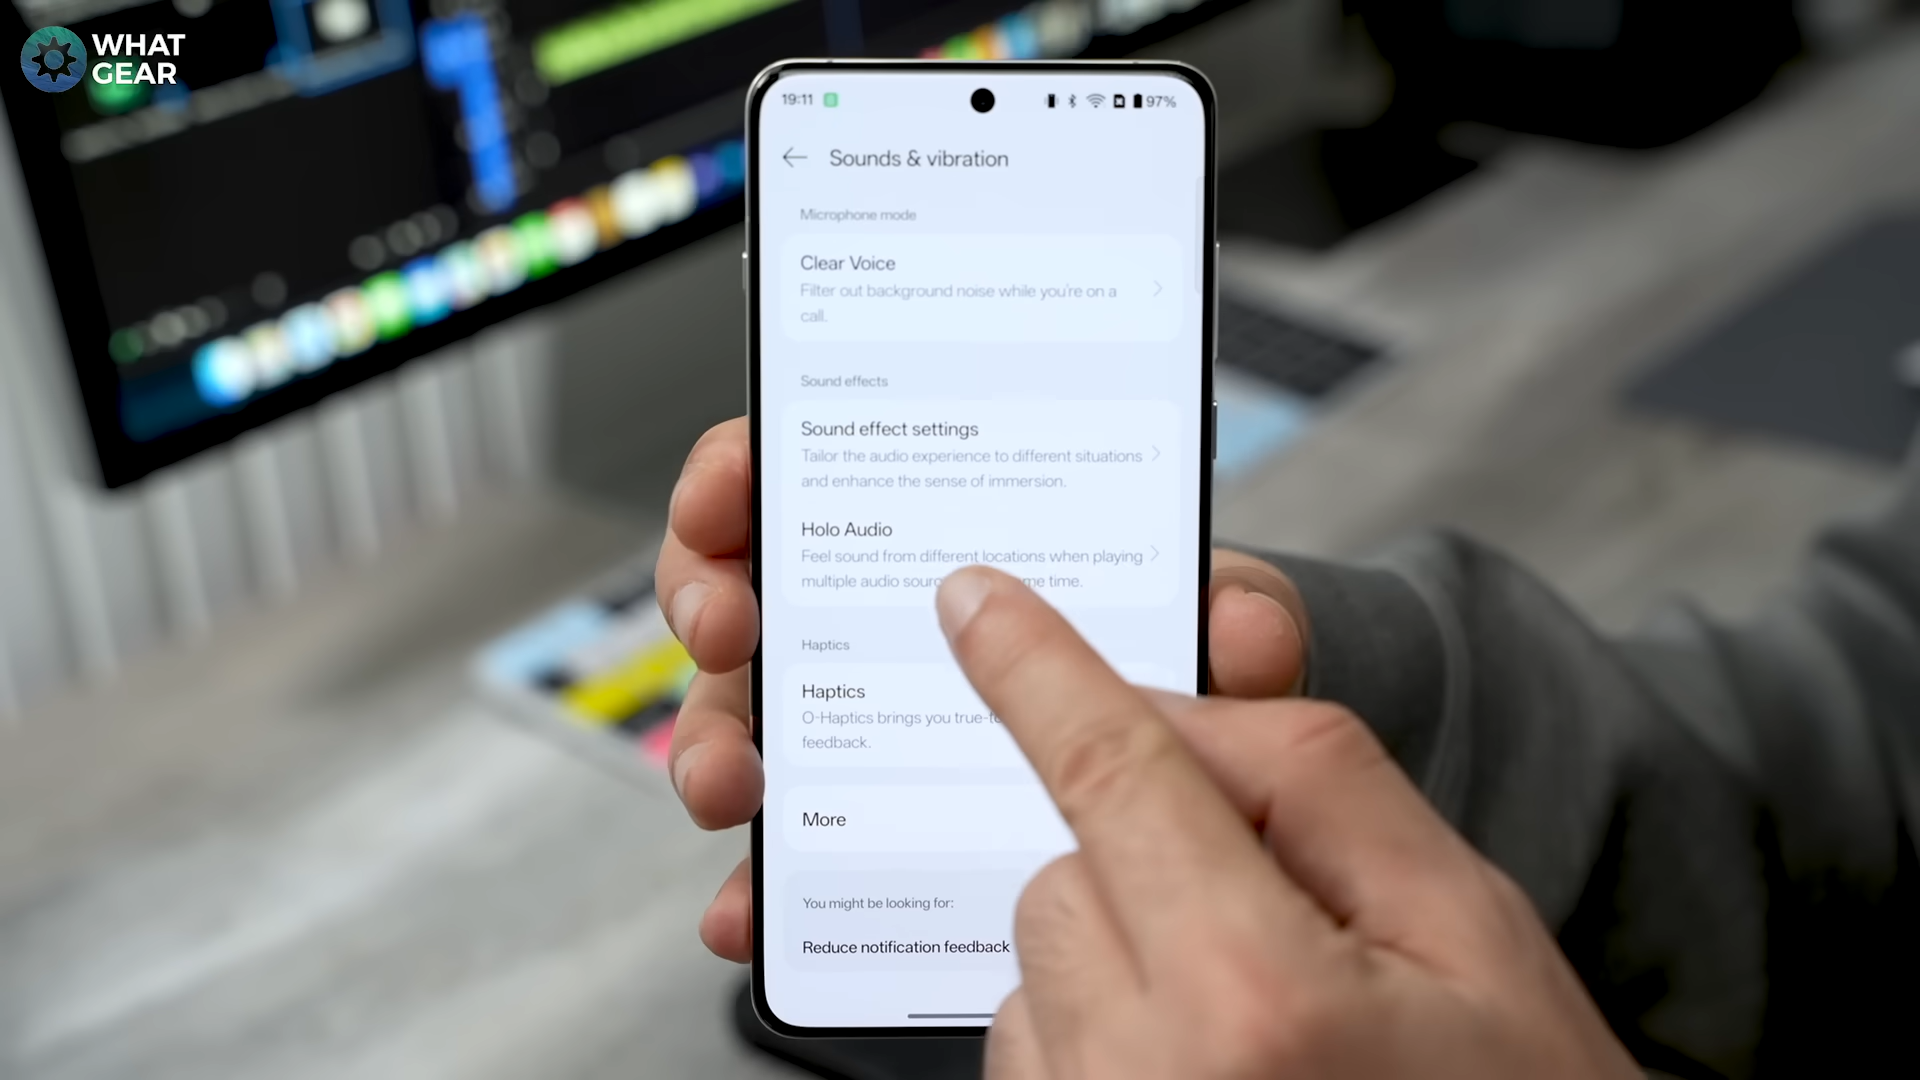 WHAT
GEAR
19:11
97%
Sounds & vibration
Microphone mode
Clear Voice
Filter out background noise while you're on a
call.
Sound effects
Sound effect settings
Tailor the audio experience to different situations
and enhance the sense of immersion.
Holo Audio
Feel sound from different locations when playing
multiple audio time.
Haptics
Haptics
O-Haptics brings you
feedback.
More
You might be looking for:
Reduce notification feedback